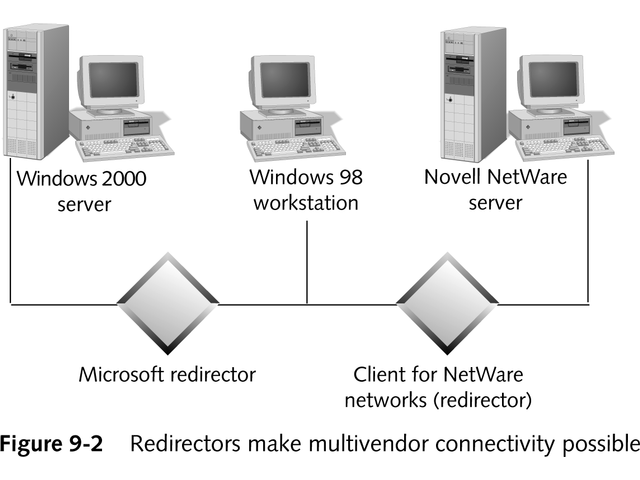 Windows 2000
server
Windows 98
workstation
Novell NetWare
server
Microsoft redirector
Client for NetWare
networks (redirector)
Figure 9-2 Redirectors make multivendor connectivity possible